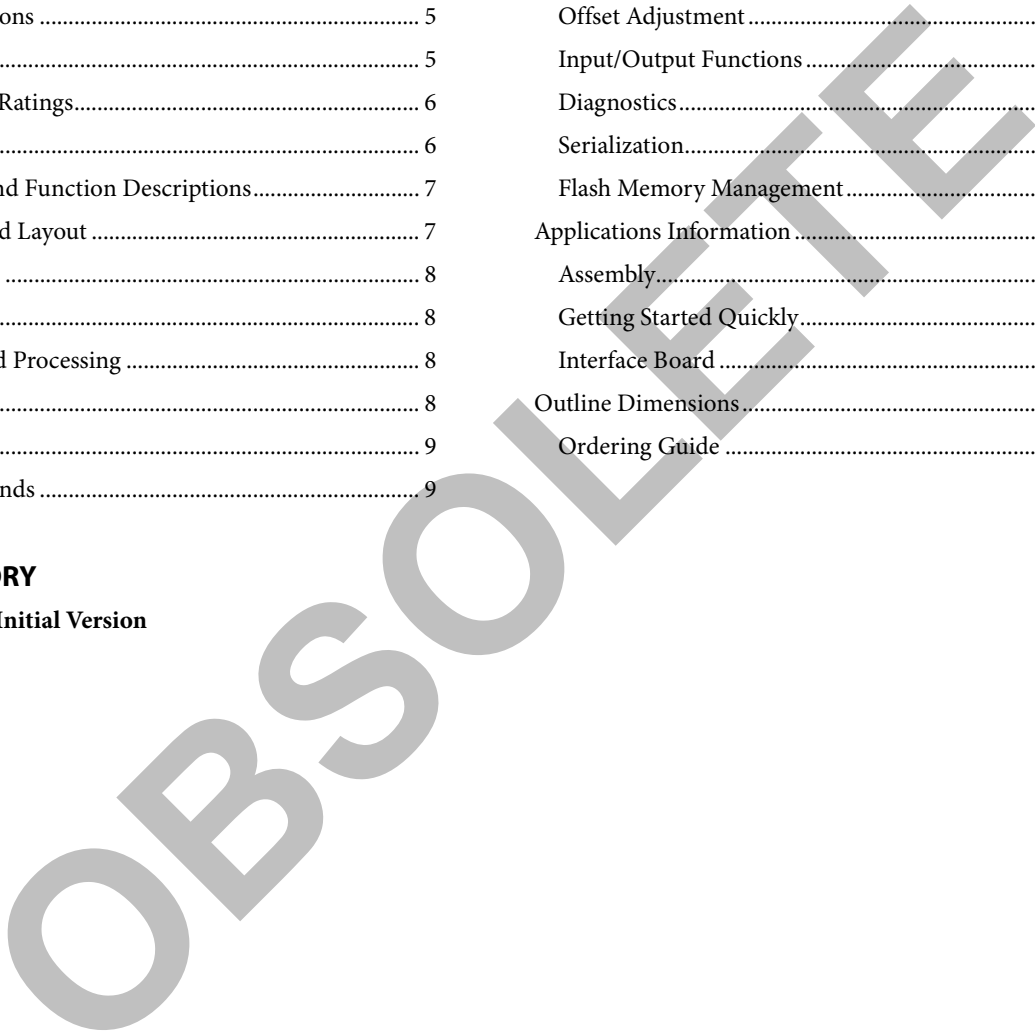 ons ........ 5
........ 5
Ratings........ 6
........ 6
nd Function Descriptions........ 7
d Layout ........ 7
........ 8
........ 8
d Processing ........ 8
........ 8
........ 9
nds ........ 9
ORY
Initial Version
Offset Adjustment........
Input/Output Functions ........
Diagnostics........
Serialization........
Flash Memory Management........
Applications Information ........
Assembly........
Getting Started Quickly........
Interface Board ........
Outline Dimensions........
Ordering Guide ........
OBSOLETE